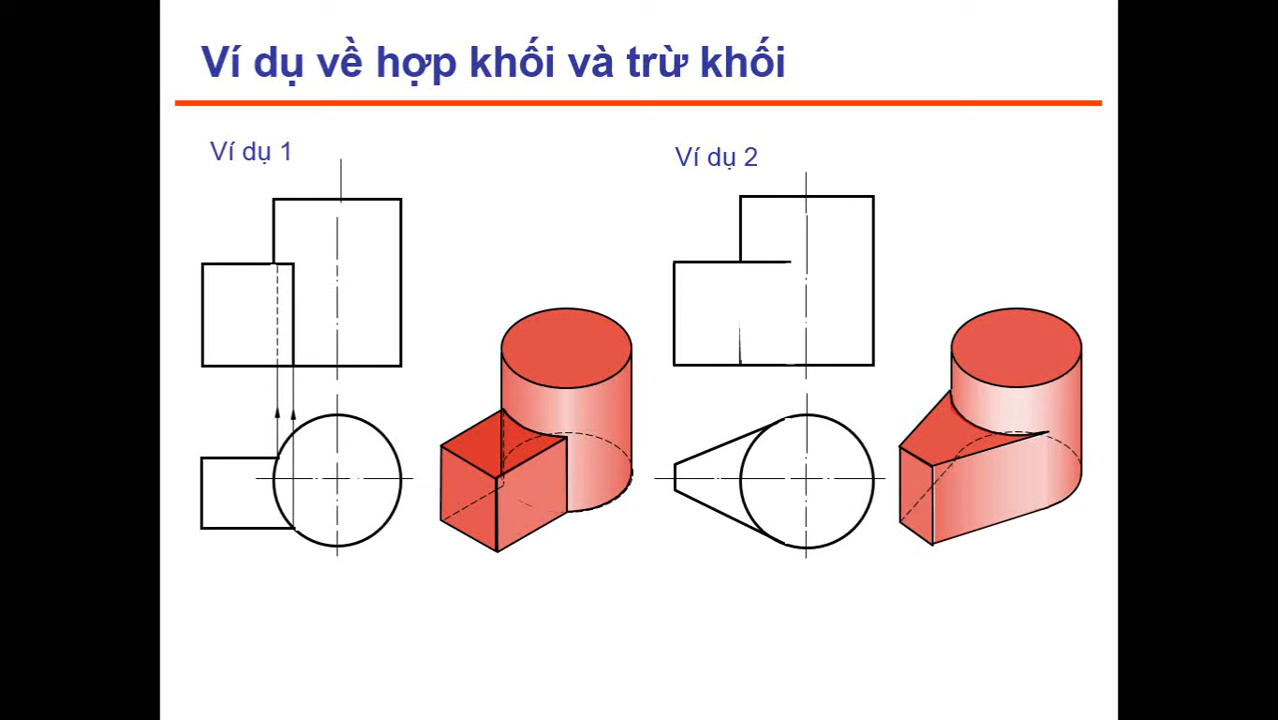 Ví dụ về hợp khối và trừ khối
Ví dụ 1
Ví dụ 2